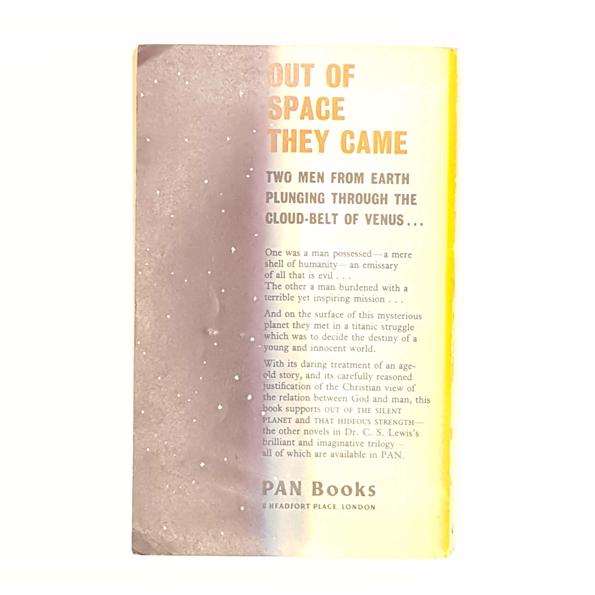 OUT OF
SPACE
THEY CAME
TWO MEN FROM EARTH
PLUNGING THROUGH THE
CLOUD-BELT OF VENUS...
One was a man possessed—a mere
shell of humanity—an emissary
of all that is evil . . .
The other a man burdened with a
terrible yet inspiring mission . . .
And on the surface of this mysterious
planet they met in a titanic struggle
which was to decide the destiny of a
young and innocent world.
With its daring treatment of an age-
old story, and its carefully reasoned
justification of the Christian view of
the relation between God and man, this
book supports OUT OF THE SILENT
PLANET and THAT HIDEOUS STRENGTH—
the other novels in Dr. C. S. Lewis's
brilliant and imaginative trilogy—
all of which are available in PAN.
PAN Books
8 HEADFORT PLACE, LONDON